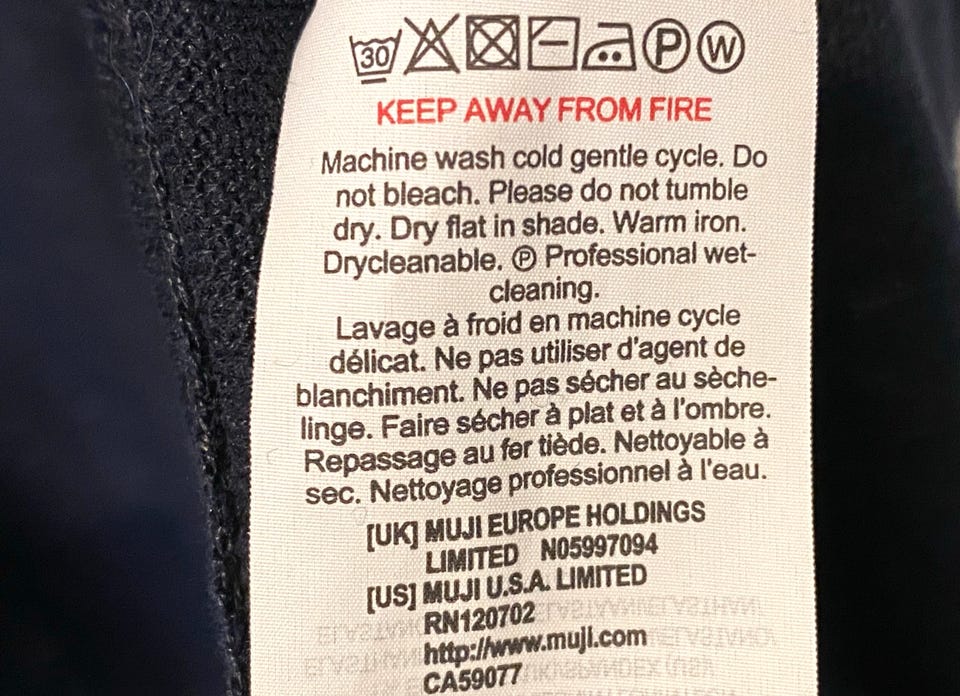 30 P W
KEEP AWAY FROM FIRE
Machine wash cold gentle cycle. Do
not bleach. Please do not tumble
dry. Dry flat in shade. Warm iron.
Drycleanable. Ⓟ Professional wet-
cleaning.
Lavage à froid en machine cycle
délicat. Ne pas utiliser d'agent de
blanchiment. Ne pas sécher au sèche-
linge. Faire sécher à plat et à l'ombre.
Repassage au fer tiède. Nettoyable à
sec. Nettoyage professionnel à l'eau.
[UK] MUJI EUROPE HOLDINGS
LIMITED N05997094
[US] MUJI U.S.A. LIMITED
RN120702
http://www.muji.com
CA59077